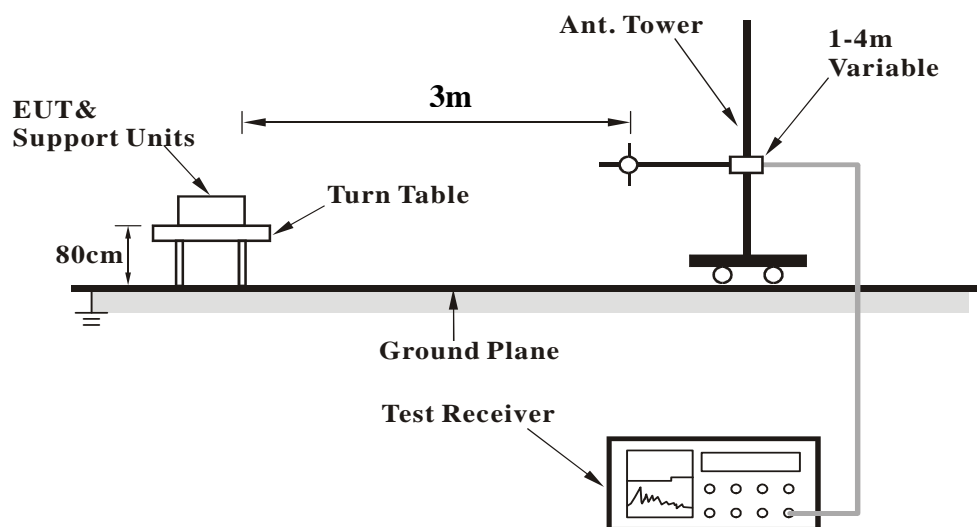 Ant. Tower
1-4m
Variable
3m
EUT&
Support Units
Turn Table
80cm
Ground Plane
Test Receiver